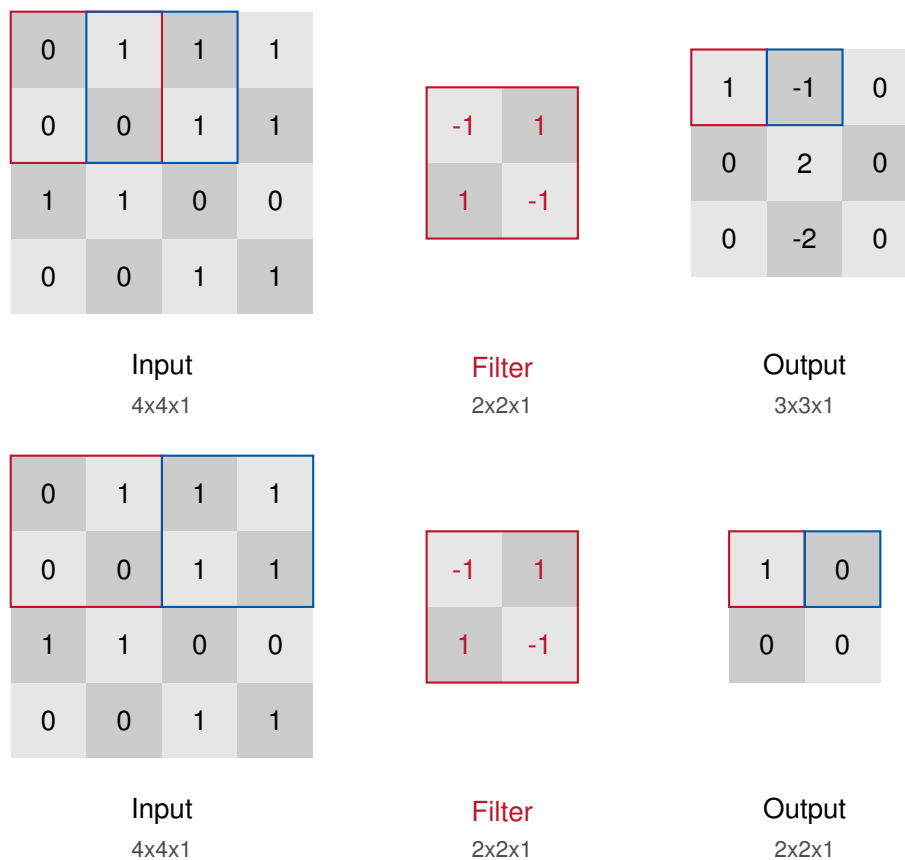 0 1 1 1
0 0 1 1
1 1 0 0
0 0 1 1
-1 1
1 -1
1 -1 0
0 2 0
0 -2 0
Input
4x4x1
Filter
2x2x1
Output
3x3x1
0 1 1 1
0 0 1 1
1 1 0 0
0 0 1 1
-1 1
1 -1
1 0
0 0
Input
4x4x1
Filter
2x2x1
Output
2x2x1